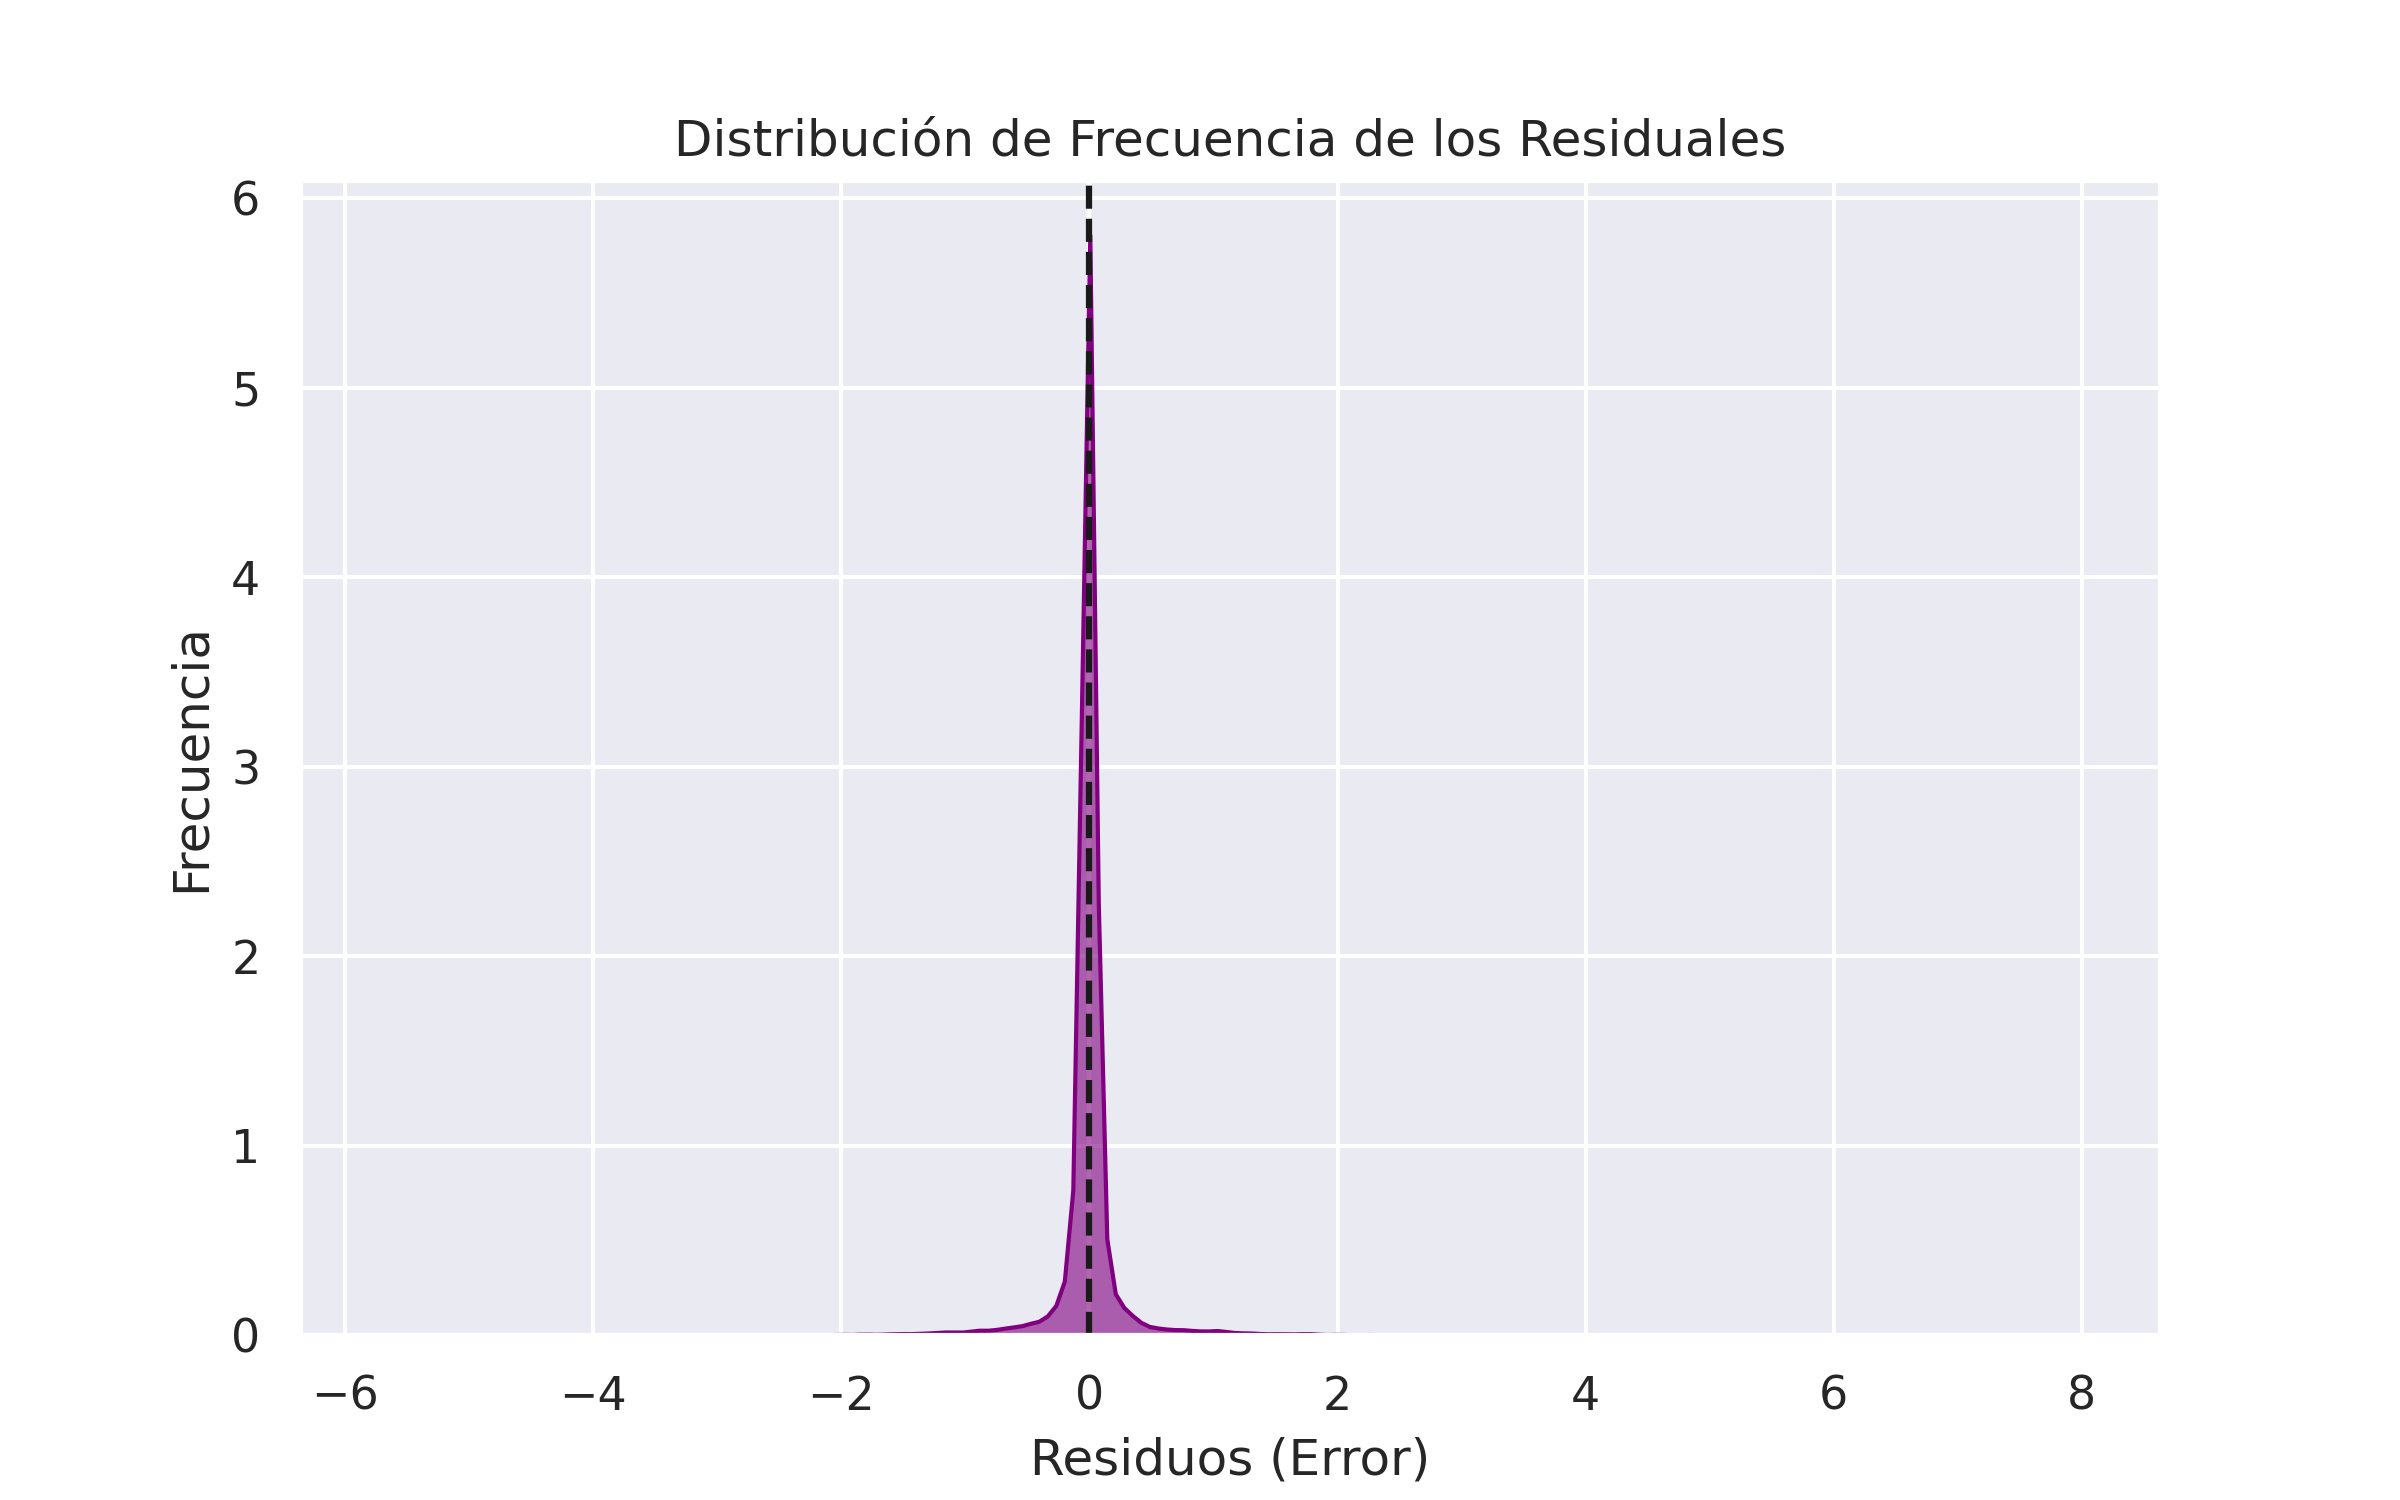 Distribución de Frecuencia de los Residuales
6
5
4
3
2
1
0
Frecuencia
−6 −4 −2 0 2 4 6 8
Residuos (Error)